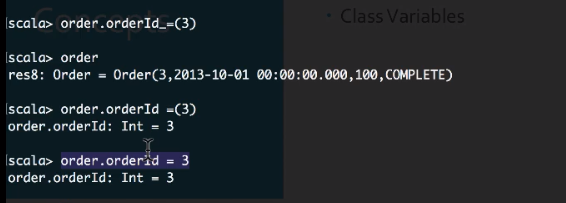 scala> order.orderId_=(3)
Concepts
• Class Variables
scala> order
res8: Order = Order(3,2013-10-01 00:00:00.000,100,COMPLETE)
scala> order.orderId =(3)
order.orderId: Int = 3
scala> order.orderId = 3
order.orderId: Int = 3